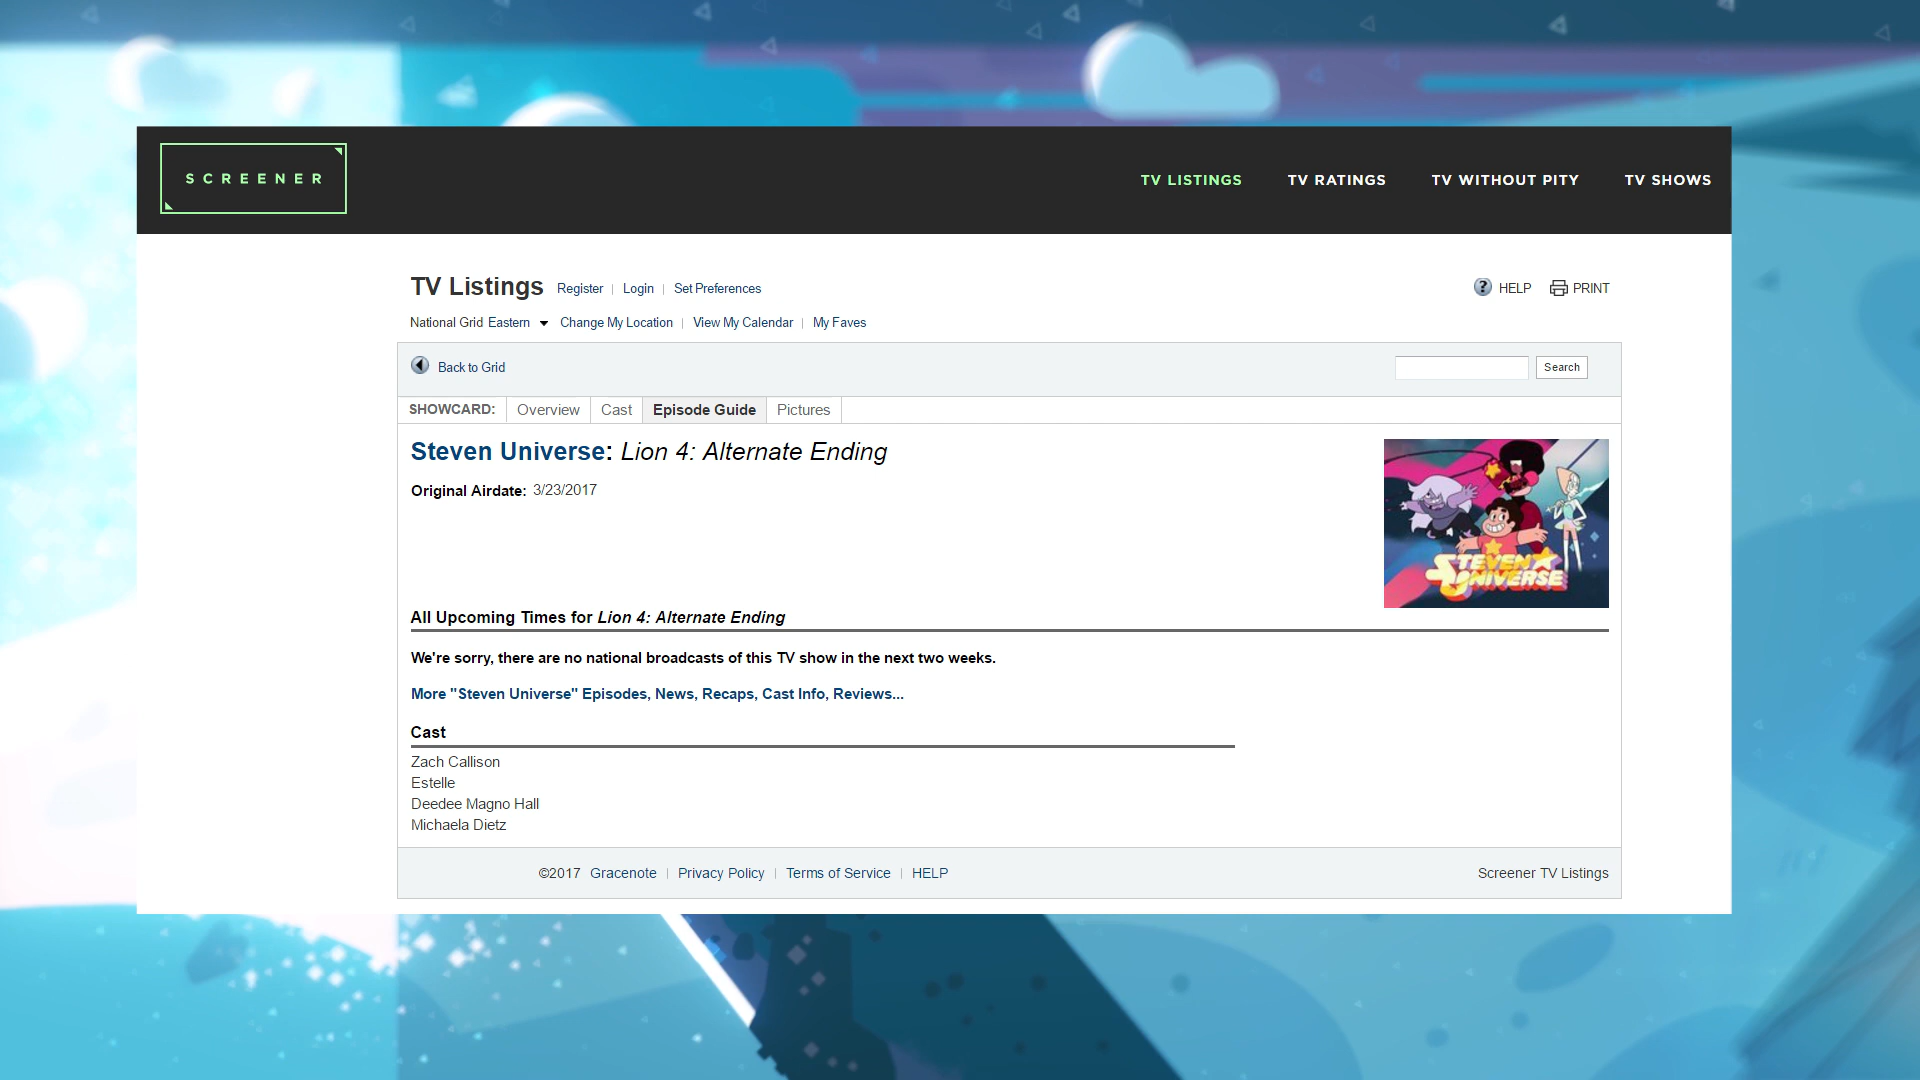 SCREENER
TV LISTINGS TV RATINGS TV WITHOUT PITY TV SHOWS
TV Listings Register | Login | Set Preferences
? HELP PRINT
National Grid Eastern Change My Location | View My Calendar | My Faves
Back to Grid
Search
SHOWCARD: Overview Cast Episode Guide Pictures
Steven Universe: Lion 4: Alternate Ending
Original Airdate: 3/23/2017
STEVEN
UNIVERSE
All Upcoming Times for Lion 4: Alternate Ending
We're sorry, there are no national broadcasts of this TV show in the next two weeks.
More "Steven Universe" Episodes, News, Recaps, Cast Info, Reviews...
Cast
Zach Callison
Estelle
Deedee Magno Hall
Michaela Dietz
©2017 Gracenote | Privacy Policy | Terms of Service | HELP
Screener TV Listings